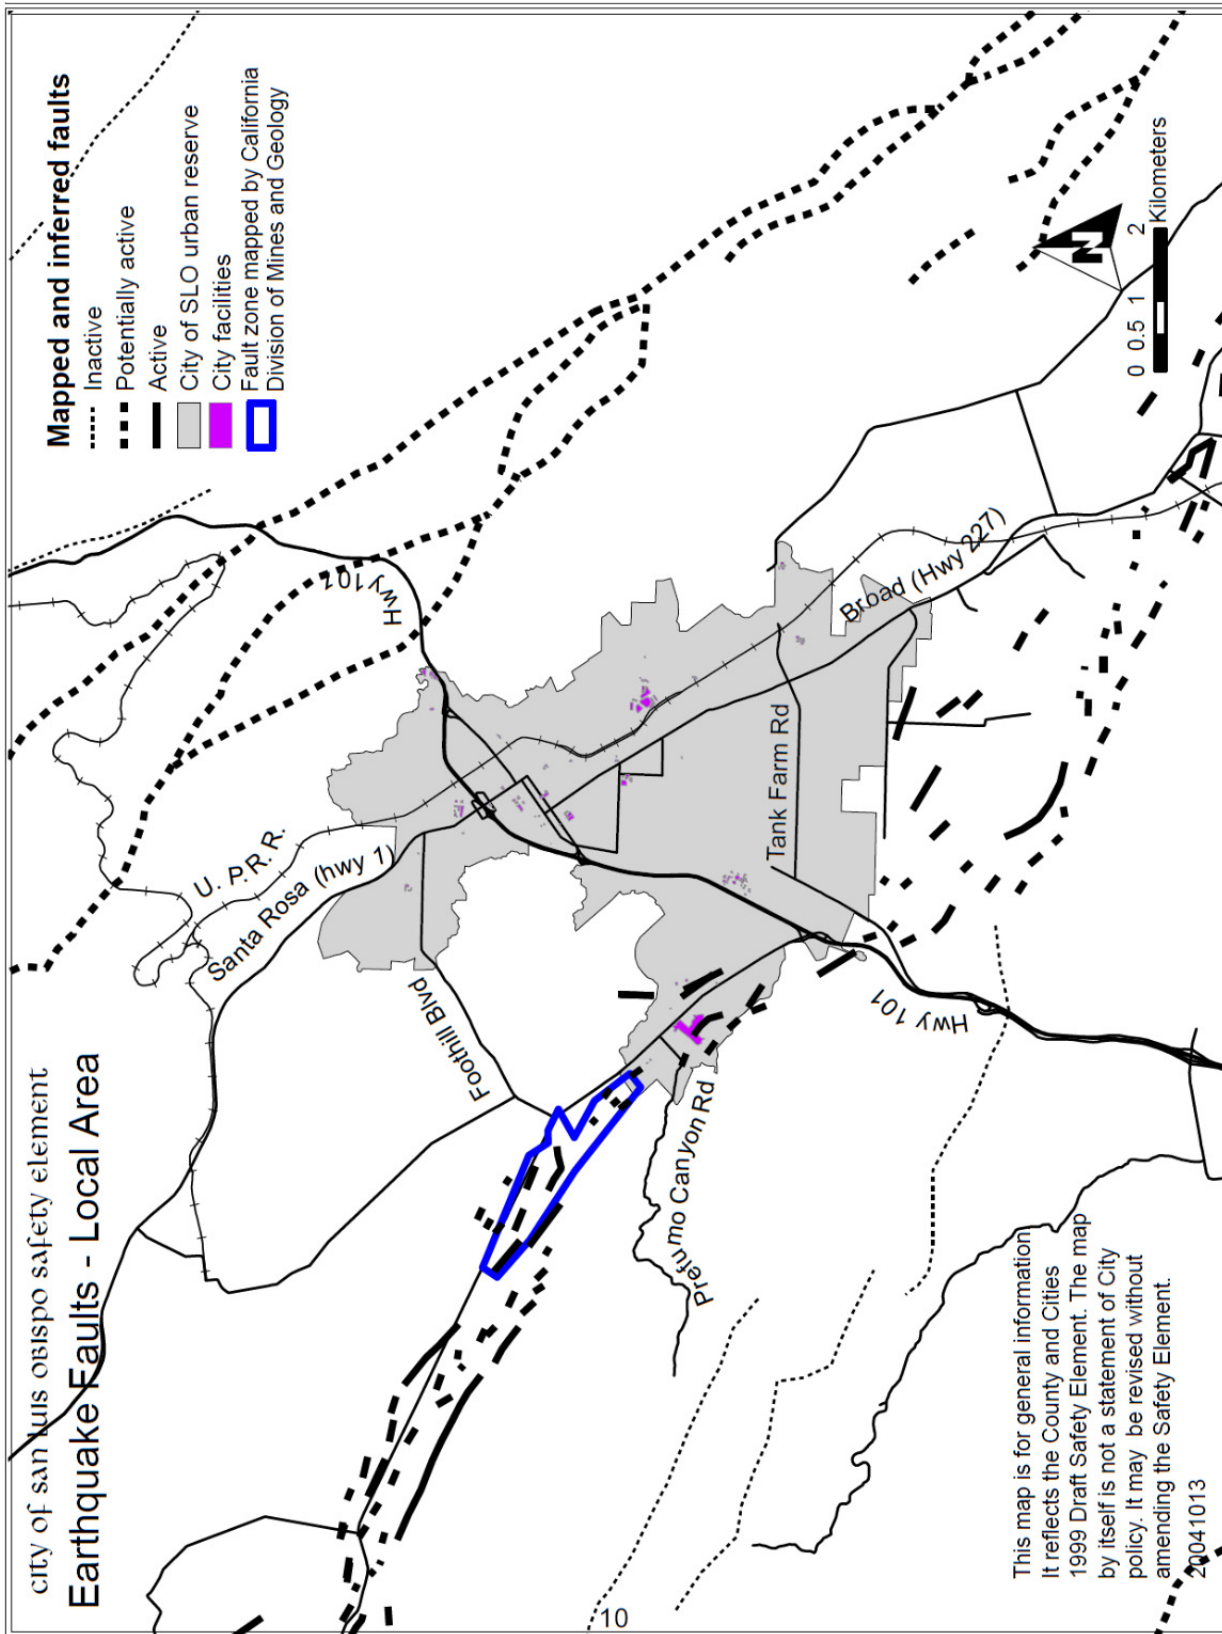 city of san luis obispo safety element
Earthquake Faults - Local Area
Mapped and inferred faults
Inactive
Potentially active
Active
City of SLO urban reserve
City facilities
Fault zone mapped by California
Division of Mines and Geology
U. P.R. R.
Santa Rosa (hwy 1)
Hwy 101
Foothill Blvd
Prefumo Canyon Rd
Tank Farm Rd
Broad (Hwy 227)
Hwy 101
N
0 0.5 1 2
Kilometers
This map is for general information
It reflects the County and Cities
1999 Draft Safety Element. The map
by itself is not a statement of City
policy. It may be revised without
amending the Safety Element.
20041013
10